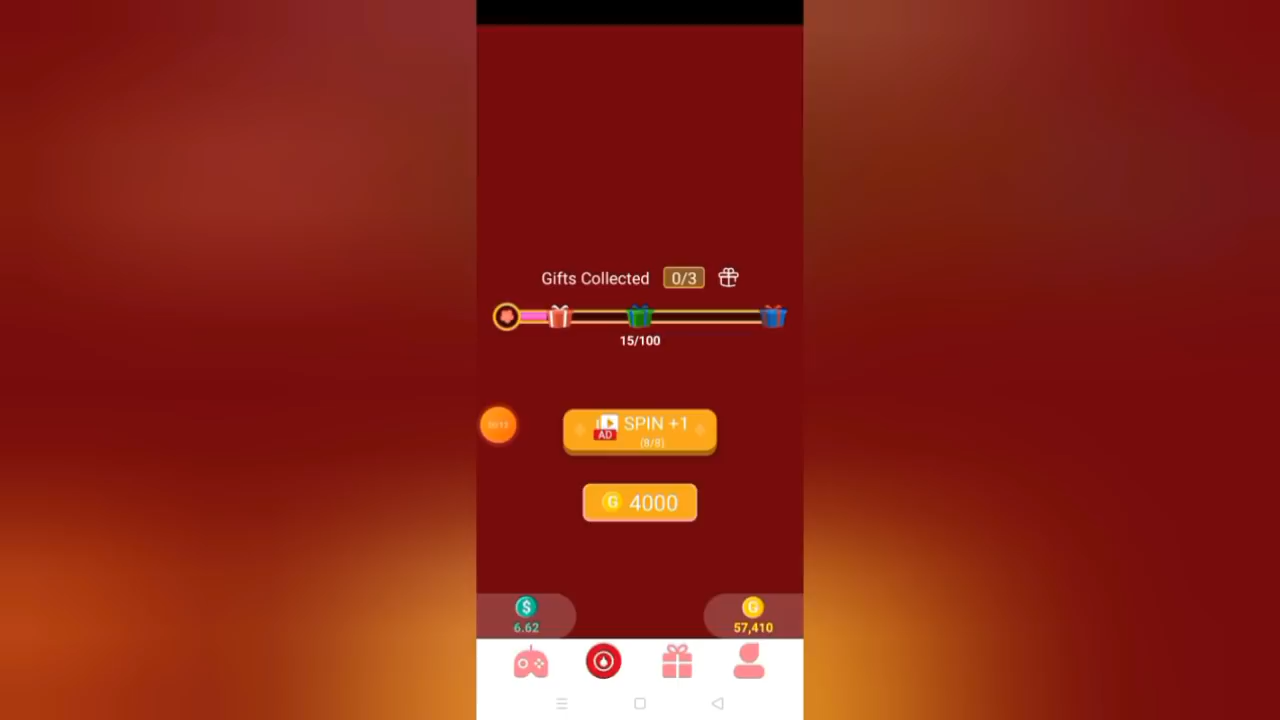 Gifts Collected 0/3
15/100
AD SPIN +1
(8/8)
G 4000
$ G
6.62 57,410